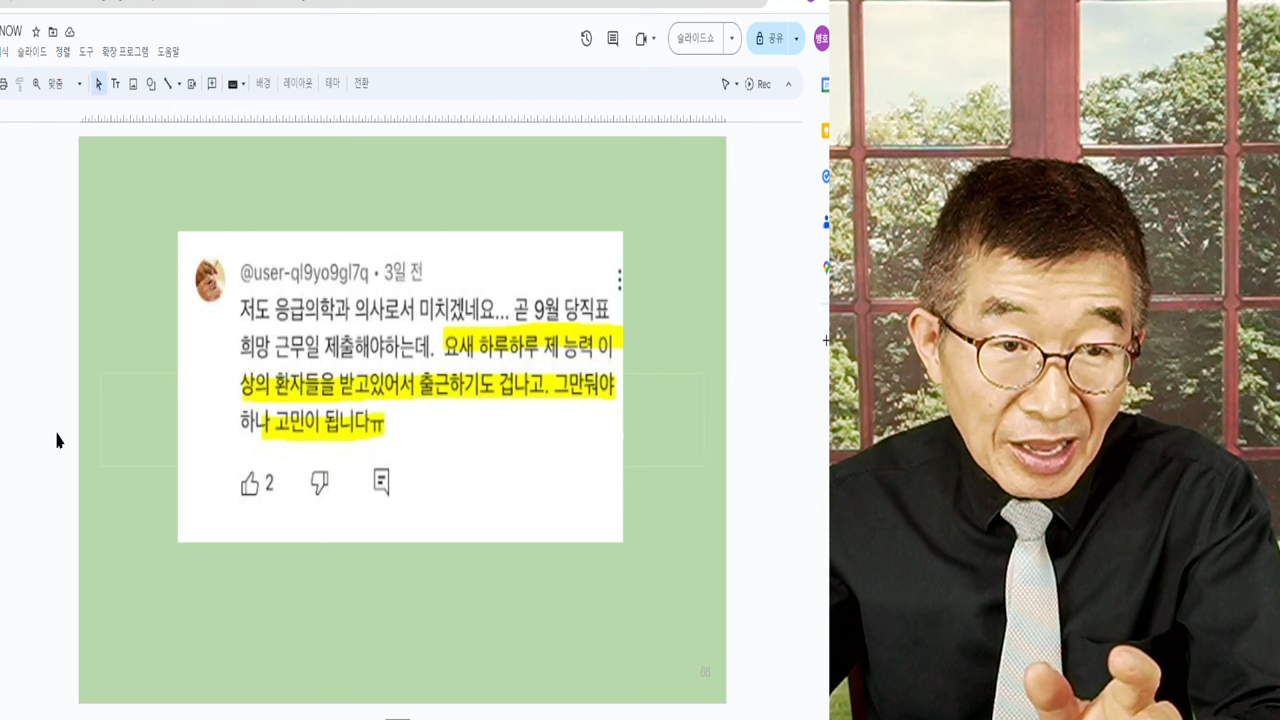 NOW
식 슬라이드 정렬 도구 확장 프로그램 도움말
슬라이드쇼
공유
범호
맞춤
Tт
배경 레이아웃 테마 전환
Rec
@user-ql9yo9gl7q • 3일 전
저도 응급의학과 의사로서 미치겠네요... 곧 9월 당직표
희망 근무일 제출해야하는데. 요새 하루하루 제 능력 이
상의 환자들을 받고있어서 출근하기도 겁나고. 그만둬야
하나 고민이 됩니다ㅠ
2
66